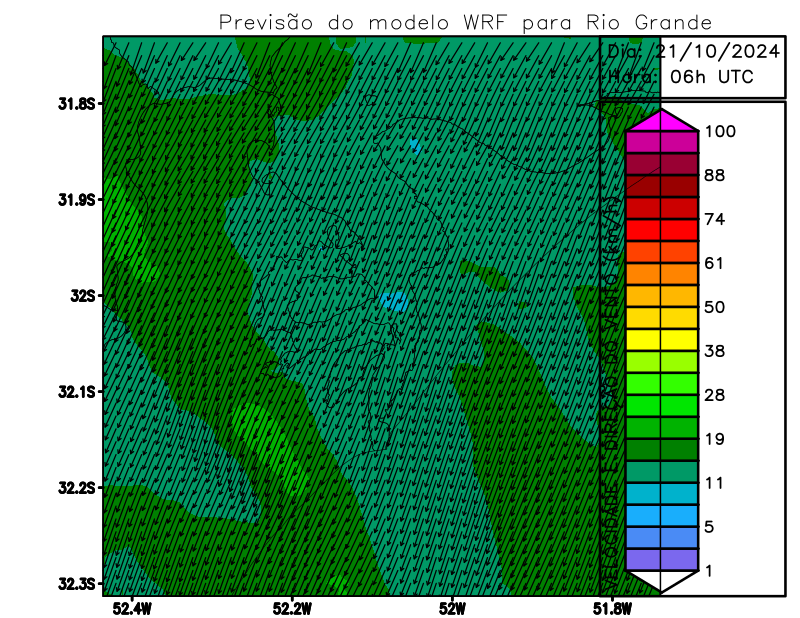 Previsão do modelo WRF para Rio Grande
Dia: 21/10/2024
Hora: 06h UTC
31.8S
31.9S
32S
32.1S
32.2S
32.3S
52.4W
52.2W
52W
51.8W
VELOCIDADE E DIREÇÃO DO VENTO (Km/h)
100
88
74
61
50
38
28
19
11
5
1